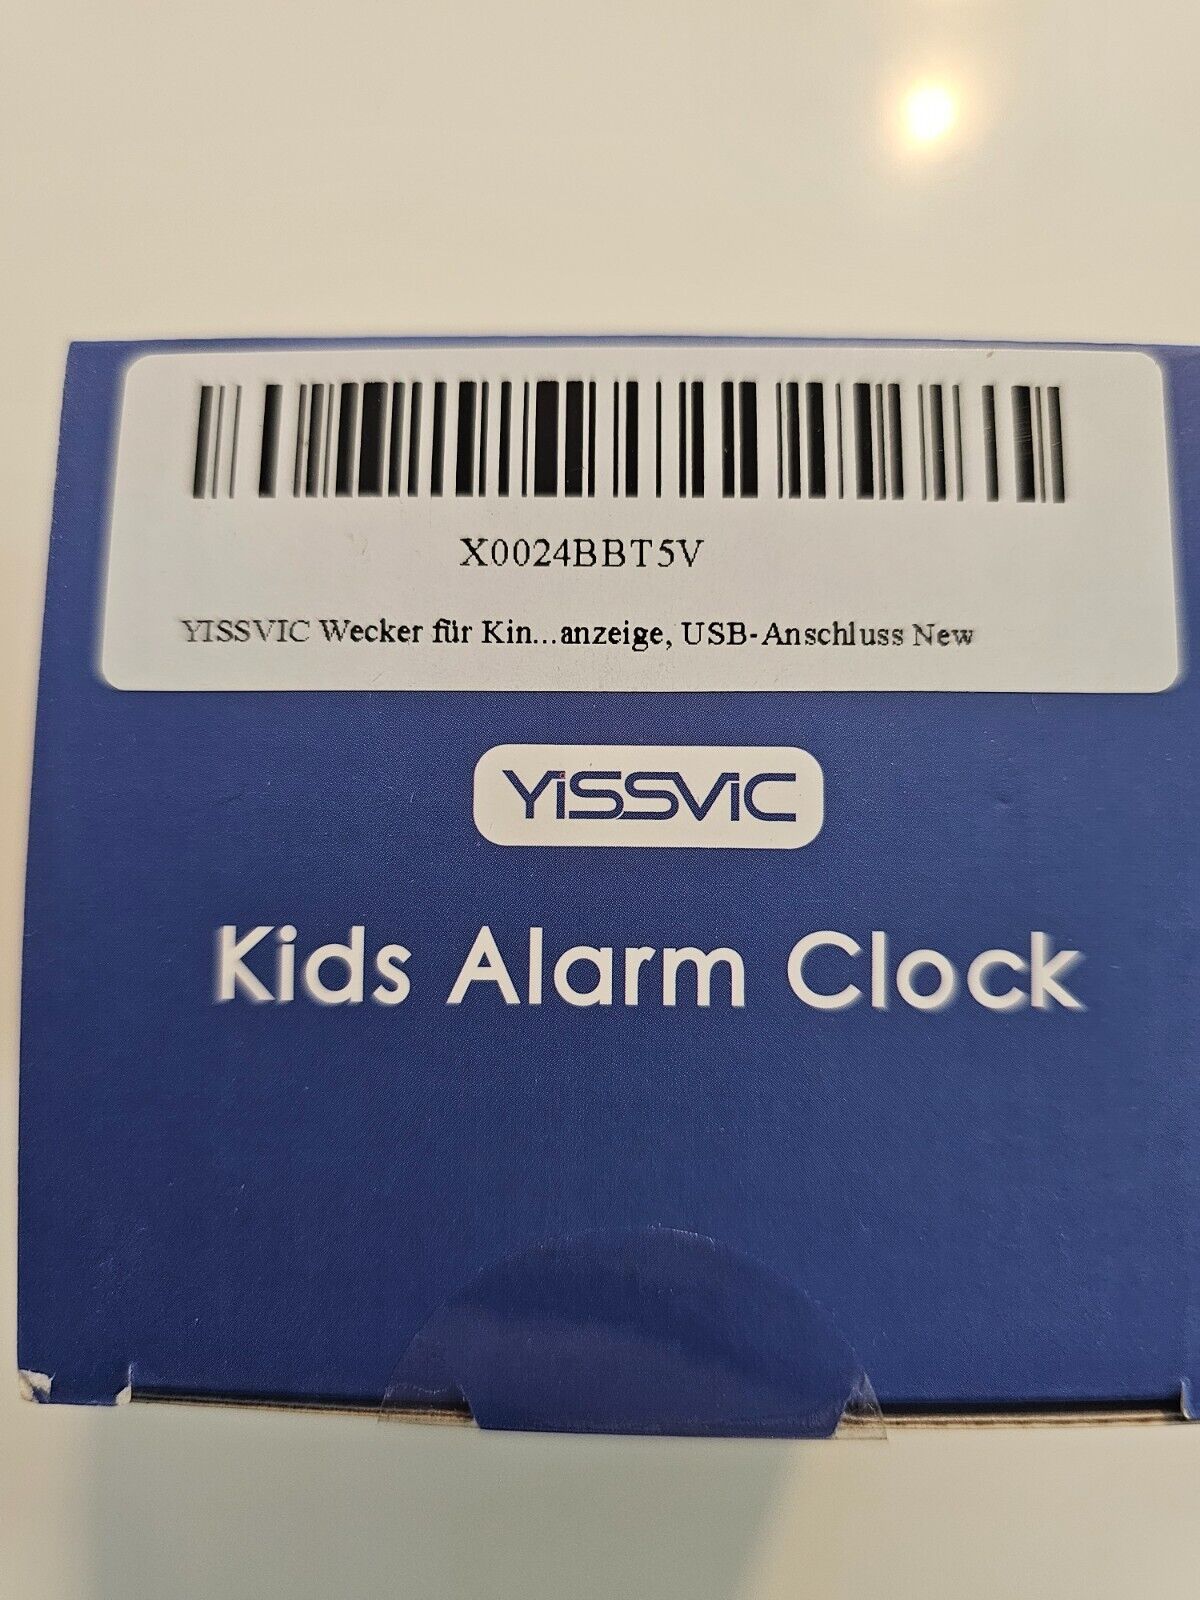 X0024BBT5V
YISSVIC Wecker für Kin...anzeige, USB-Anschluss New
YiSSViC
Kids Alarm Clock